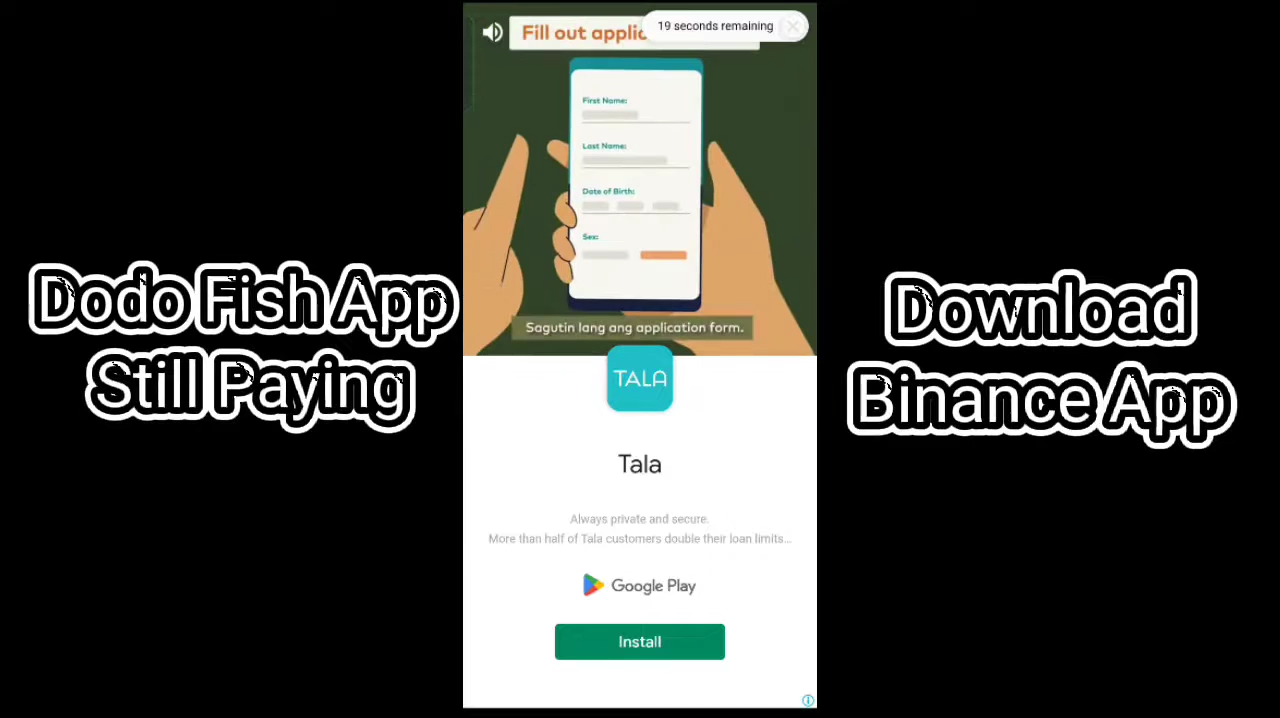 Fill out applic
19 seconds remaining
First Name:
Last Name:
Date of Birth:
Sex:
Sagutin lang ang application form.
Dodo Fish App
Still Paying
Download
Binance App
TALA
Tala
Always private and secure.
More than half of Tala customers double their loan limits...
Google Play
Install